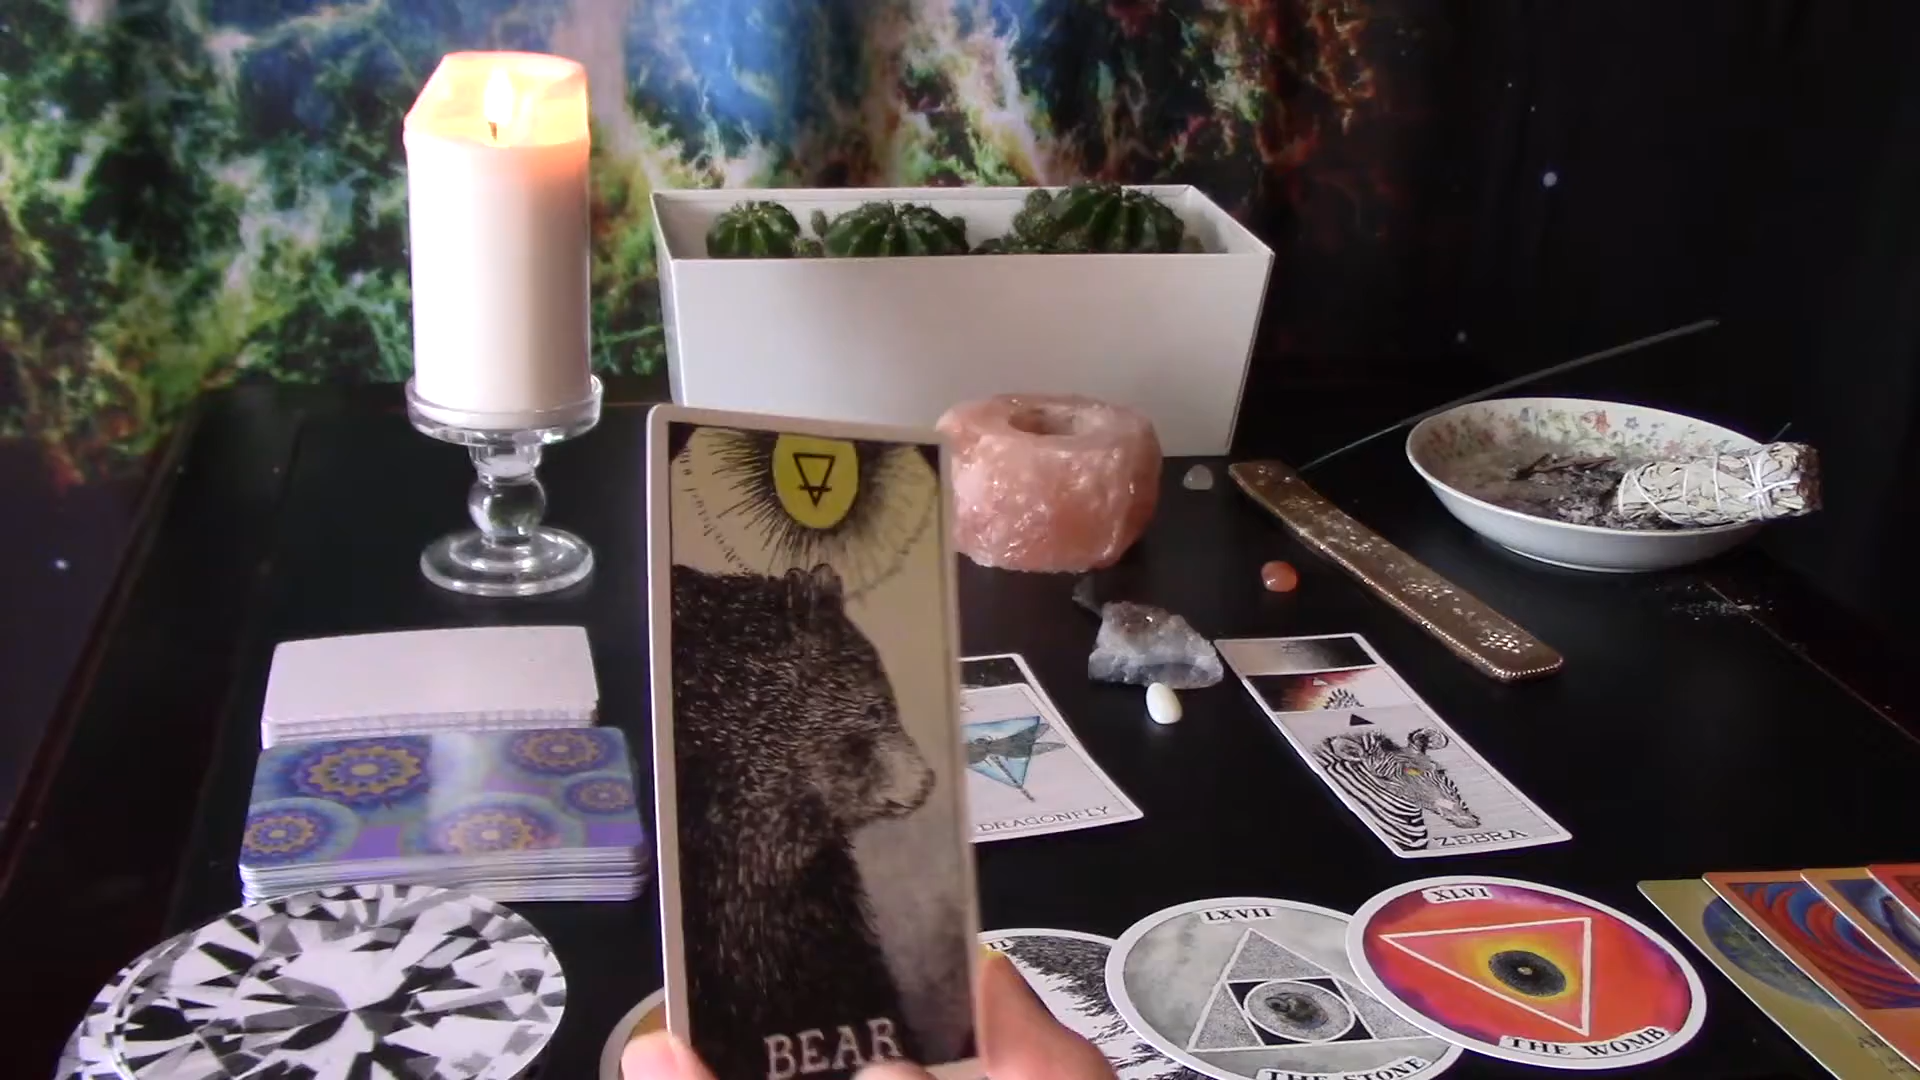 BEAR
DRAGONFLY
ZEBRA
LXVII
THE STONE
XLVI
THE WOMB